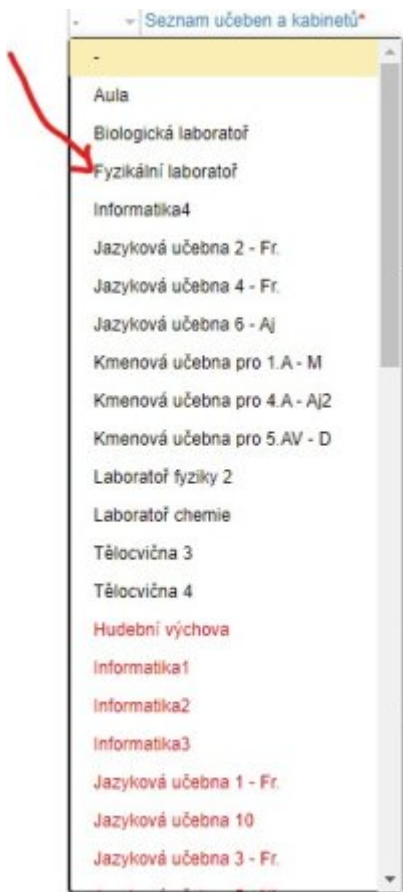 - Seznam učeben a kabinetů*
-
Aula
Biologická laboratoř
Fyzikální laboratoř
Informatika4
Jazyková učebna 2 - Fr.
Jazyková učebna 4 - Fr.
Jazyková učebna 6 - Aj
Kmenová učebna pro 1.A - M
Kmenová učebna pro 4.A - Aj2
Kmenová učebna pro 5.AV - D
Laboratoř fyziky 2
Laboratoř chemie
Tělocvična 3
Tělocvična 4
Hudební výchova
Informatika1
Informatika2
Informatika3
Jazyková učebna 1 - Fr.
Jazyková učebna 10
Jazyková učebna 3 - Fr.